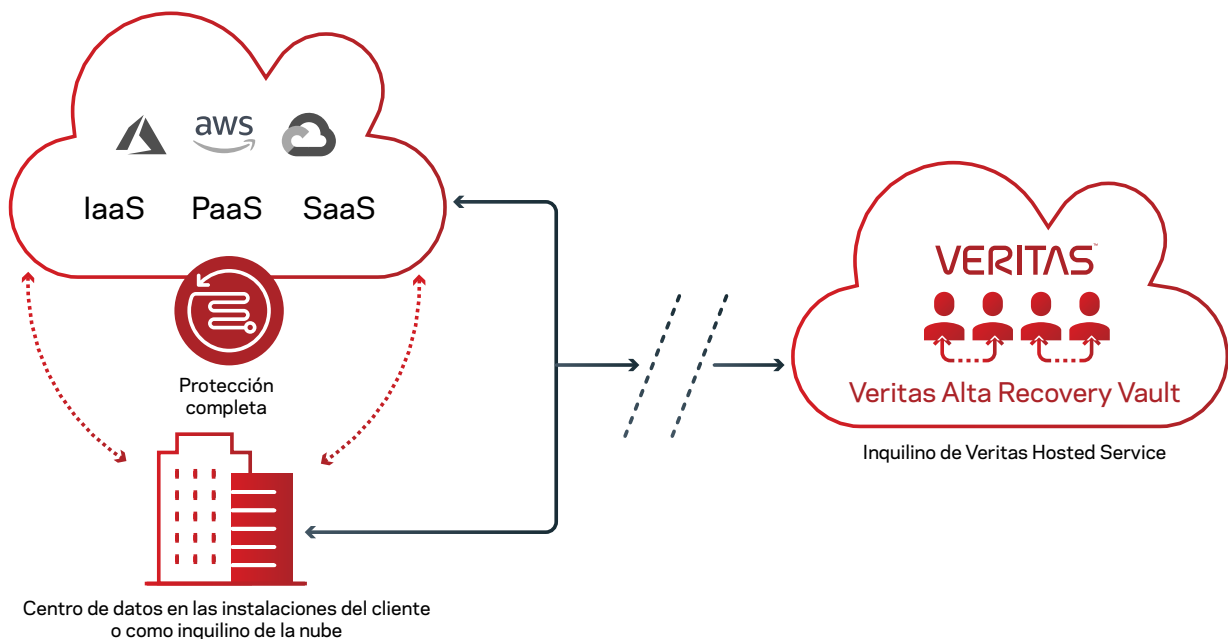 aws
IaaS PaaS SaaS
Protección
completa
Centro de datos en las instalaciones del cliente
o como inquilino de la nube
VERITAS™
Veritas Alta Recovery Vault
Inquilino de Veritas Hosted Service